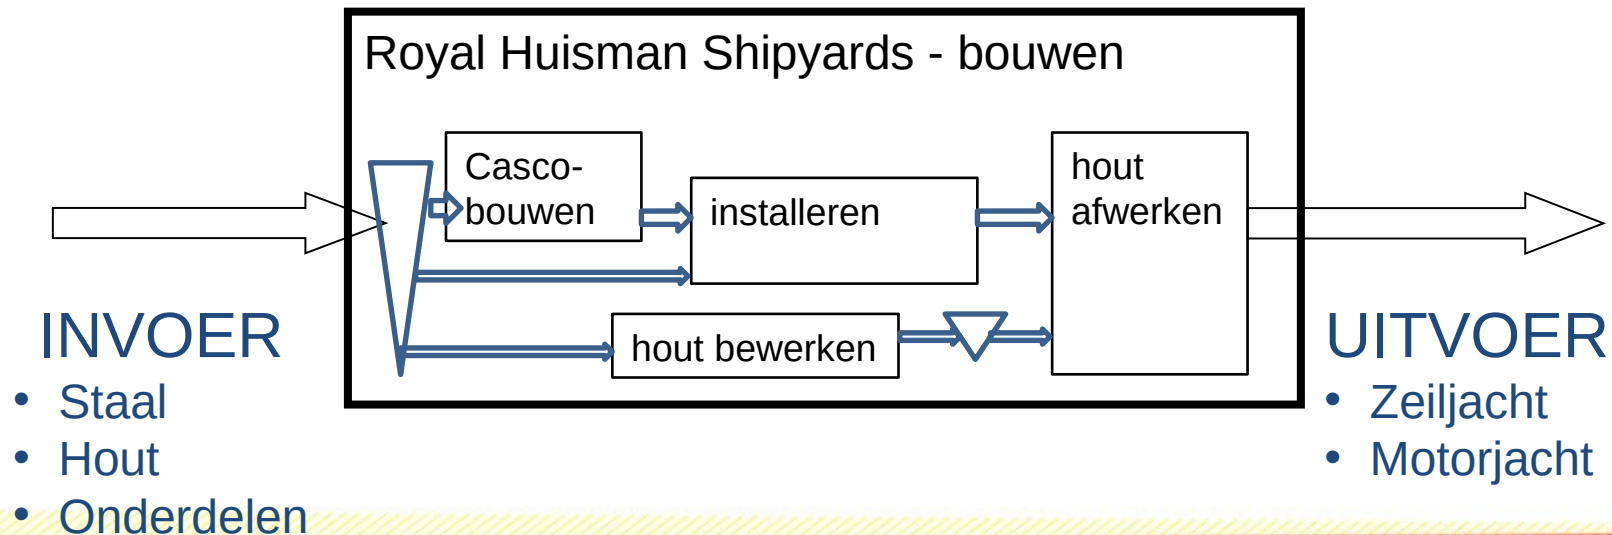 Royal Huisman Shipyards - bouwen
Casco-
bouwen
installeren
hout
afwerken
hout bewerken
INVOER
• Staal
• Hout
• Onderdelen
UITVOER
• Zeiljacht
• Motorjacht